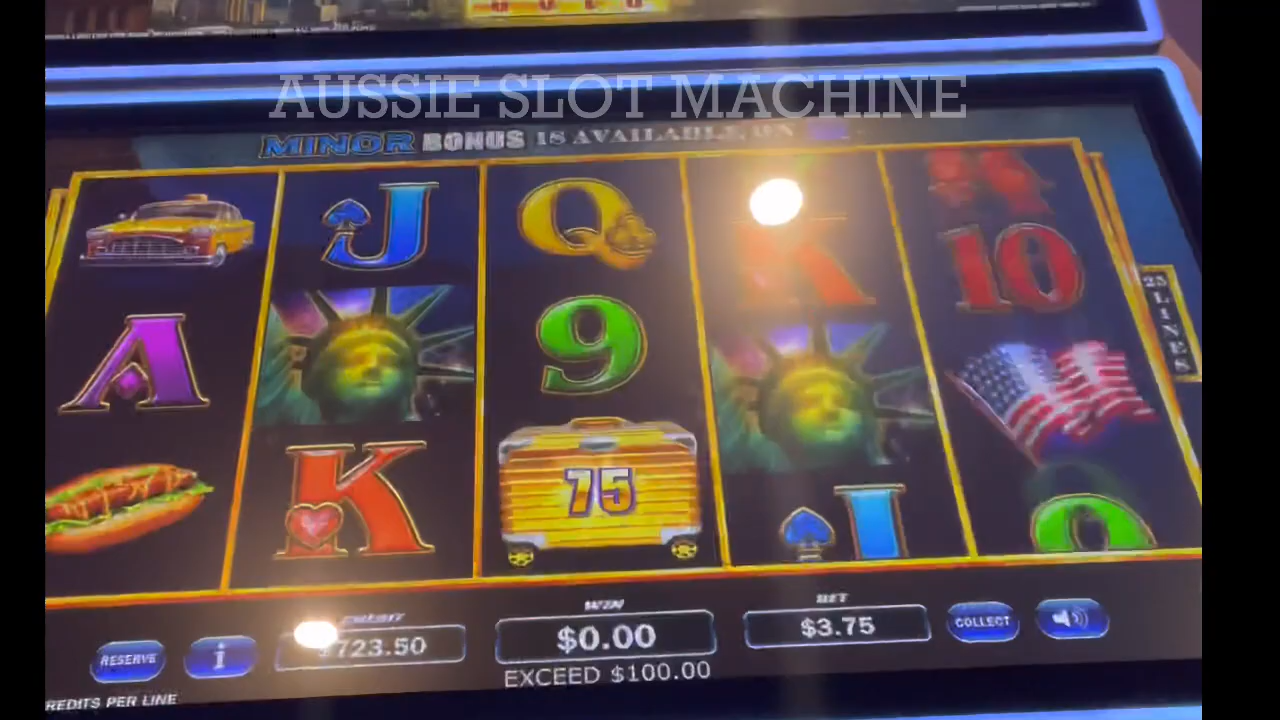 AUSSIE SLOT MACHINE
MINOR BONUS IS AVAILABLE ON
J Q K 10
25 LINES
A 9
K 75 J
WIN BET
$723.50 $0.00 $3.75 COLLECT
RESERVE i
EXCEED $100.00
REDITS PER LINE